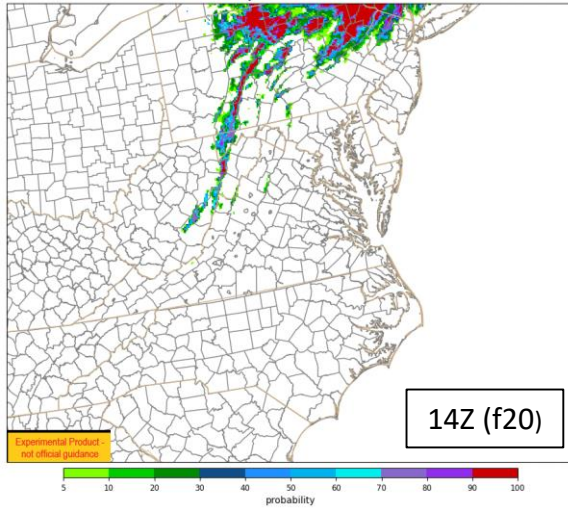 14Z (f20)
Experimental Product -
not official guidance
5 10 20 30 40 50 60 70 80 90 100
probability